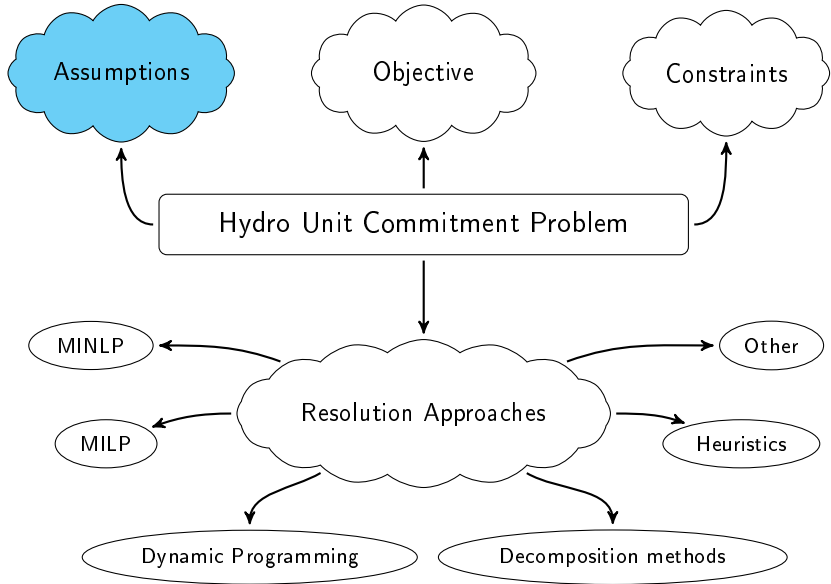 Assumptions
Objective
Constraints
Hydro Unit Commitment Problem
MINLP
Other
Resolution Approaches
MILP
Heuristics
Dynamic Programming
Decomposition methods